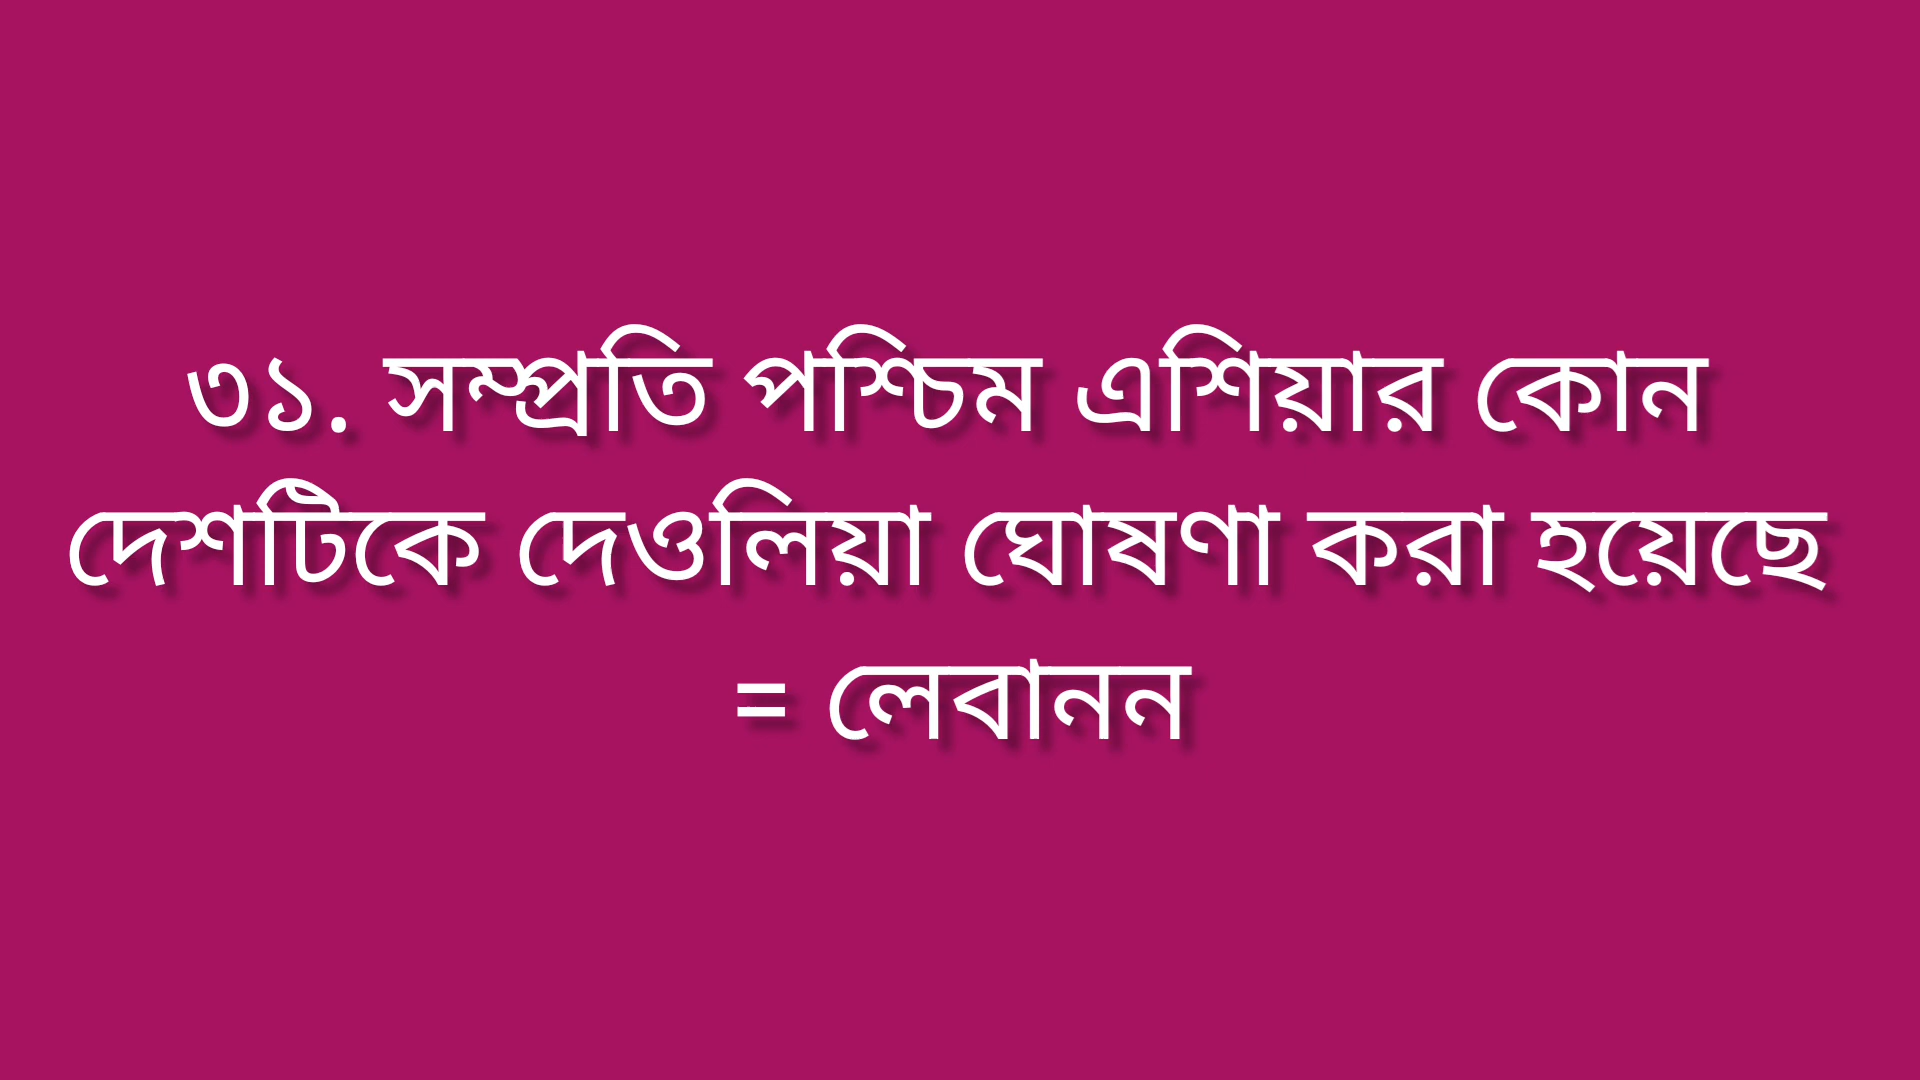 ৩১. সম্প্রতি পশ্চিম এশিয়ার কোন
দেশটিকে দেওলিয়া ঘোষণা করা হয়েছে
= লেবানন